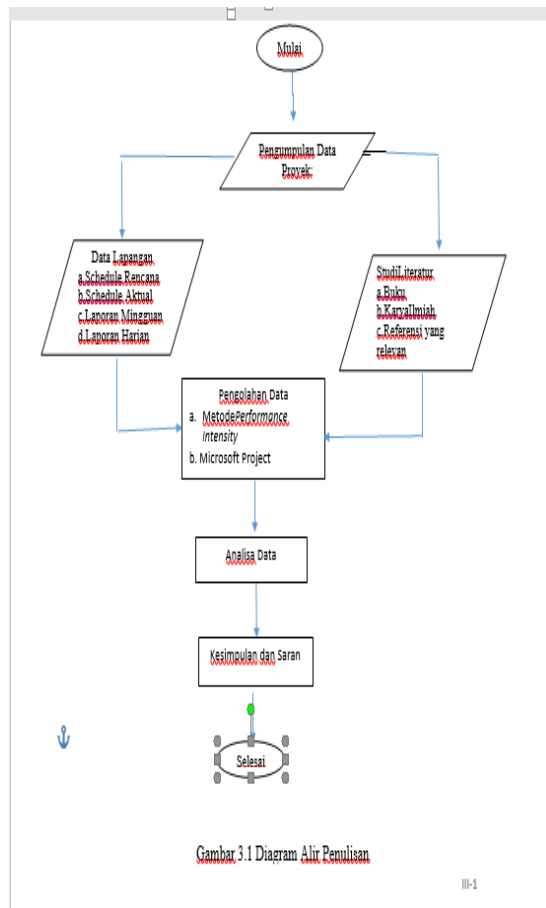 Mulai
Pengumpulan Data
Proyek:
Data Lapangan
a.Schedule Rencana
b.Schedule Aktual
c.Laporan Mingguan
d.Laporan Harian
StudiLiteratur
a.Buku
b.KaryaIlmiah
c.Referensi yang
relevan
Pengolahan Data
a. MetodePerformance
Intensity
b. Microsoft Project
Analisa Data
Kesimpulan dan Saran
Selesai
Gambar 3.1 Diagram Alir Penulisan
III-1